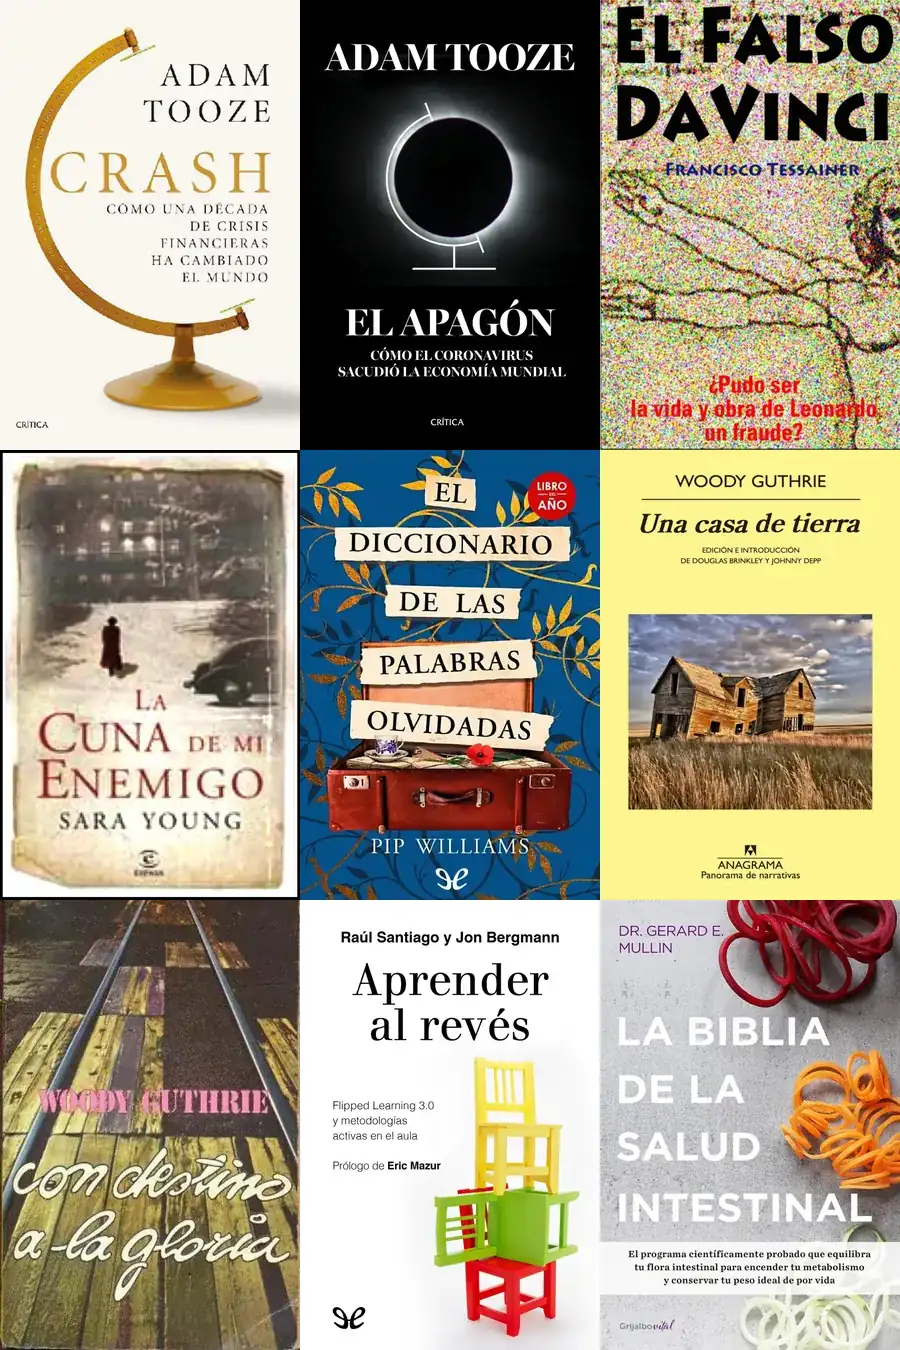 ADAM
TOOZE
CRASH
CÓMO UNA DÉCADA
DE CRISIS
FINANCIERAS
HA CAMBIADO
EL MUNDO
CRÍTICA
ADAM TOOZE
EL APAGÓN
CÓMO EL CORONAVIRUS
SACUDIÓ LA ECONOMÍA MUNDIAL
CRÍTICA
EL FALSO
DAVINCI
FRANCISCO TESSAINER
¿Pudo ser
la vida y obra de Leonardo
un fraude?
LA
CUNA DE MI
ENEMIGO
SARA YOUNG
ESPASA
EL
DICCIONARIO
DE LAS
PALABRAS
OLVIDADAS
LIBRO
DEL
AÑO
PIP WILLIAMS
WOODY GUTHRIE
Una casa de tierra
EDICIÓN E INTRODUCCIÓN
DE DOUGLAS BRINKLEY Y JOHNNY DEPP
ANAGRAMA
Panorama de narrativas
WOODY GUTHRIE
con destino
a la gloria
Raúl Santiago y Jon Bergmann
Aprender
al revés
Flipped Learning 3.0
y metodologías
activas en el aula
Prólogo de Eric Mazur
DR. GERARD E.
MULLIN
LA BIBLIA
DE LA
SALUD
INTESTINAL
El programa científicamente probado que equilibra
tu flora intestinal para encender tu metabolismo
y conservar tu peso ideal de por vida
Grijalbovital